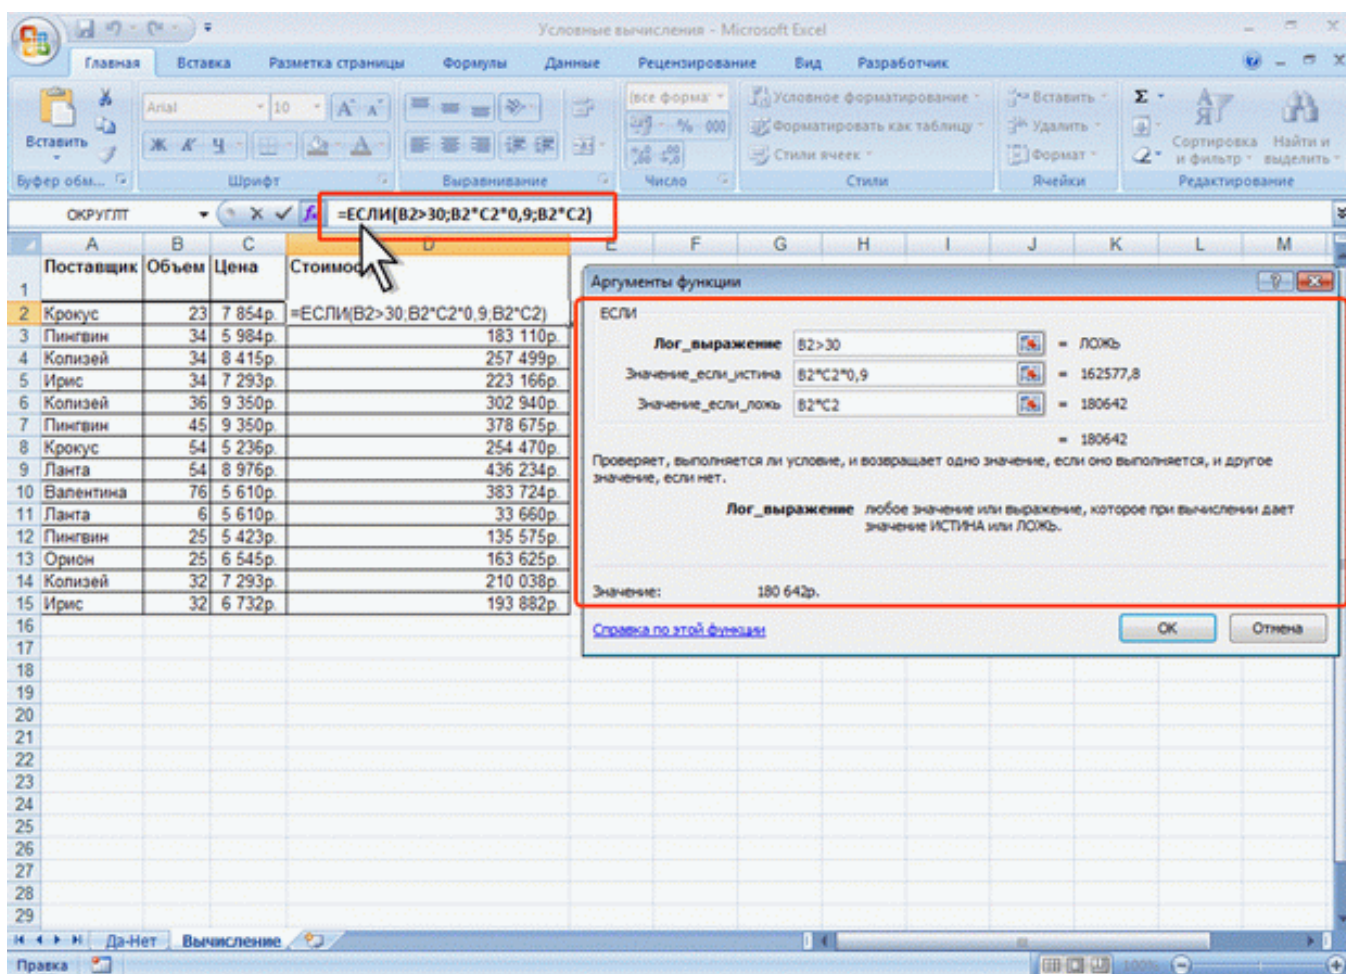 Условные вычисления - Microsoft Excel
Главная Вставка Разметка страницы Формулы Данные Рецензирование Вид Разработчик
Вставить
Arial 10
Ж К Ч
Буфер обм... Шрифт Выравнивание
(все форма
% 000
Число
Условное форматирование
Форматировать как таблицу
Стили ячеек
Стили
Вставить
Удалить
Формат
Ячейки
Σ
Сортировка и фильтр
Найти и выделить
Редактирование
ОКРУГЛТ =ЕСЛИ(B2>30;B2*C2*0,9;B2*C2)
A B C D E F G H I J K L M
1 Поставщик Объем Цена
2 Крокус 23 7 854р. =ЕСЛИ(B2>30;B2*C2*0,9;B2*C2)
3 Пингвин 34 5 984р. 183 110р.
4 Колизей 34 8 415р. 257 499р.
5 Ирис 34 7 293р. 223 166р.
6 Колизей 36 9 350р. 302 940р.
7 Пингвин 45 9 350р. 378 675р.
8 Крокус 54 5 236р. 254 470р.
9 Ланта 54 8 976р. 436 234р.
10 Валентина 76 5 610р. 383 724р.
11 Ланта 6 5 610р. 33 660р.
12 Пингвин 25 5 423р. 135 575р.
13 Орион 25 6 545р. 163 625р.
14 Колизей 32 7 293р. 210 038р.
15 Ирис 32 6 732р. 193 882р.
16
17
18
19
20
21
22
23
24
25
26
27
28
29
Аргументы функции
ЕСЛИ
Лог_выражение B2>30 = ЛОЖЬ
Значение_если_истина B2*C2*0,9 = 162577,8
Значение_если_ложь B2*C2 = 180642
= 180642
Проверяет, выполняется ли условие, и возвращает одно значение, если оно выполняется, и другое
значение, если нет.
Лог_выражение любое значение или выражение, которое при вычислении дает
значение ИСТИНА или ЛОЖЬ.
Значение: 180 642р.
Справка по этой функции OK Отмена
Да-Нет Вычисление
Правка 100%